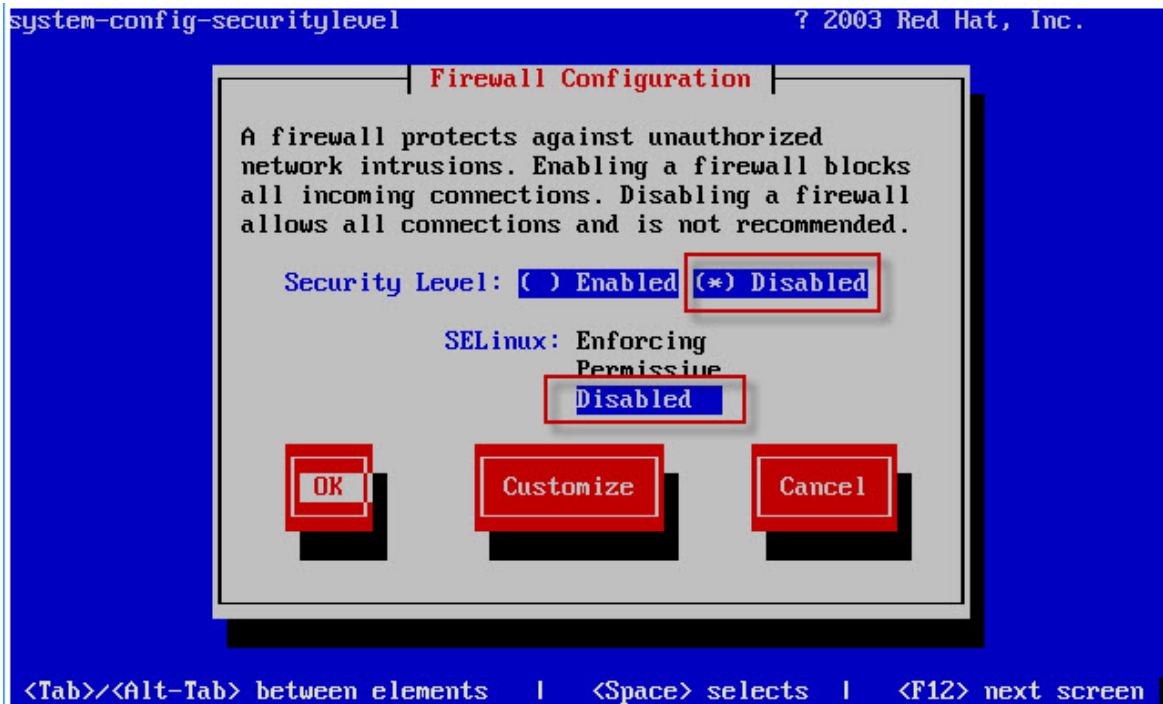 system-config-securitylevel ? 2003 Red Hat, Inc.
Firewall Configuration
A firewall protects against unauthorized
network intrusions. Enabling a firewall blocks
all incoming connections. Disabling a firewall
allows all connections and is not recommended.
Security Level: ( ) Enabled (*) Disabled
SELinux: Enforcing
Permissive
Disabled
OK Customize Cancel
<Tab>/<Alt-Tab> between elements | <Space> selects | <F12> next screen